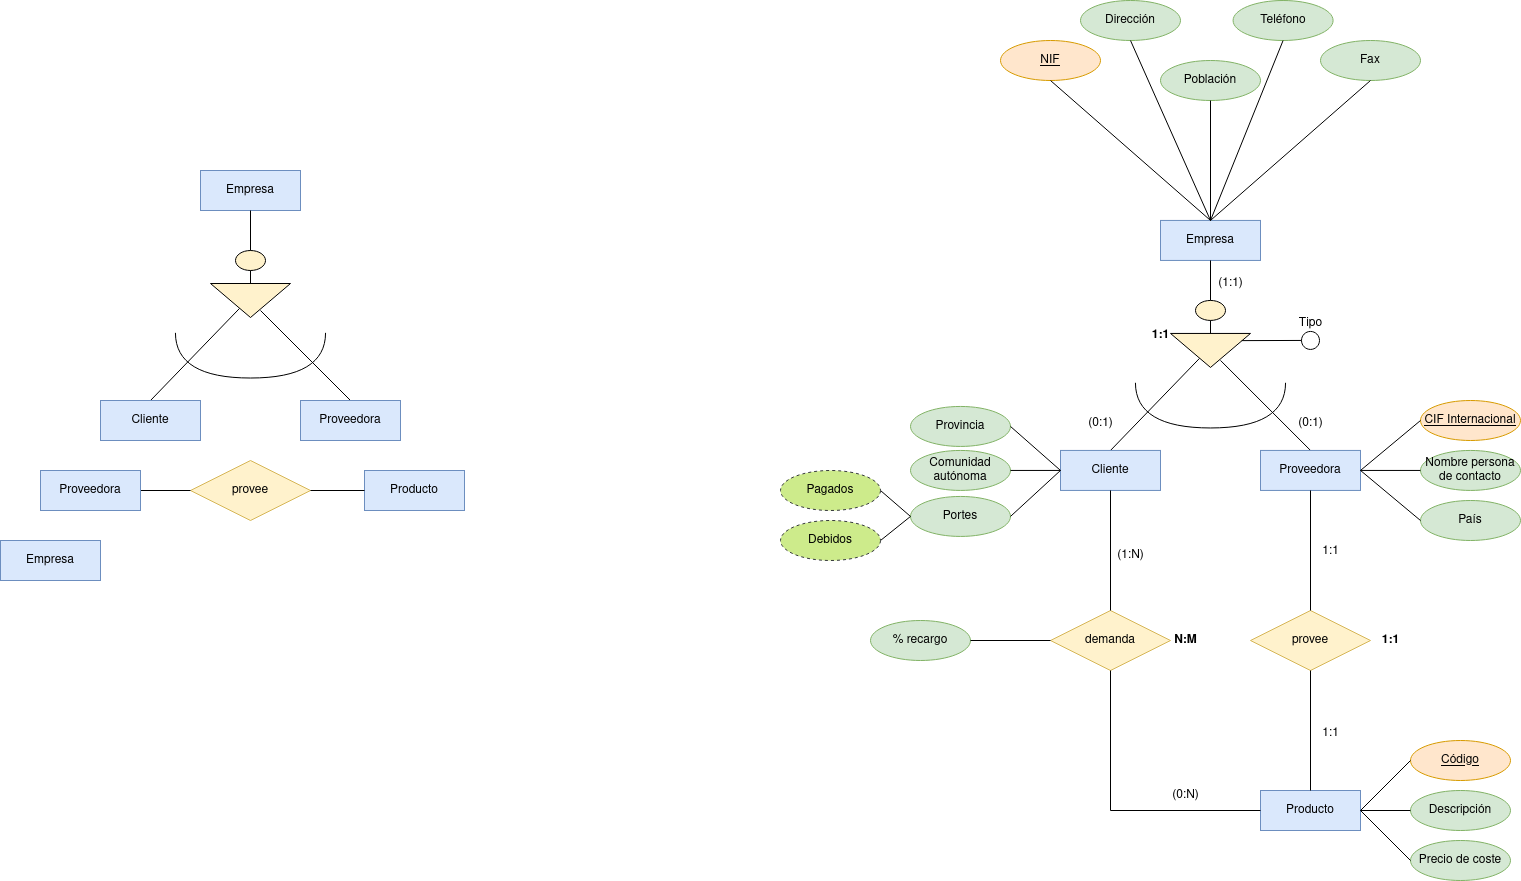 Empresa
Cliente
Proveedora
Proveedora
provee
Producto
Empresa
Dirección
Teléfono
NIF
Fax
Población
Empresa
(1:1)
Tipo
1:1
(0:1)
(0:1)
Provincia
CIF Internacional
Comunidad
autónoma
Cliente
Proveedora
Nombre persona
de contacto
Pagados
Portes
País
Debidos
(1:N)
1:1
% recargo
demanda
N:M
provee
1:1
1:1
Código
(0:N)
Producto
Descripción
Precio de coste